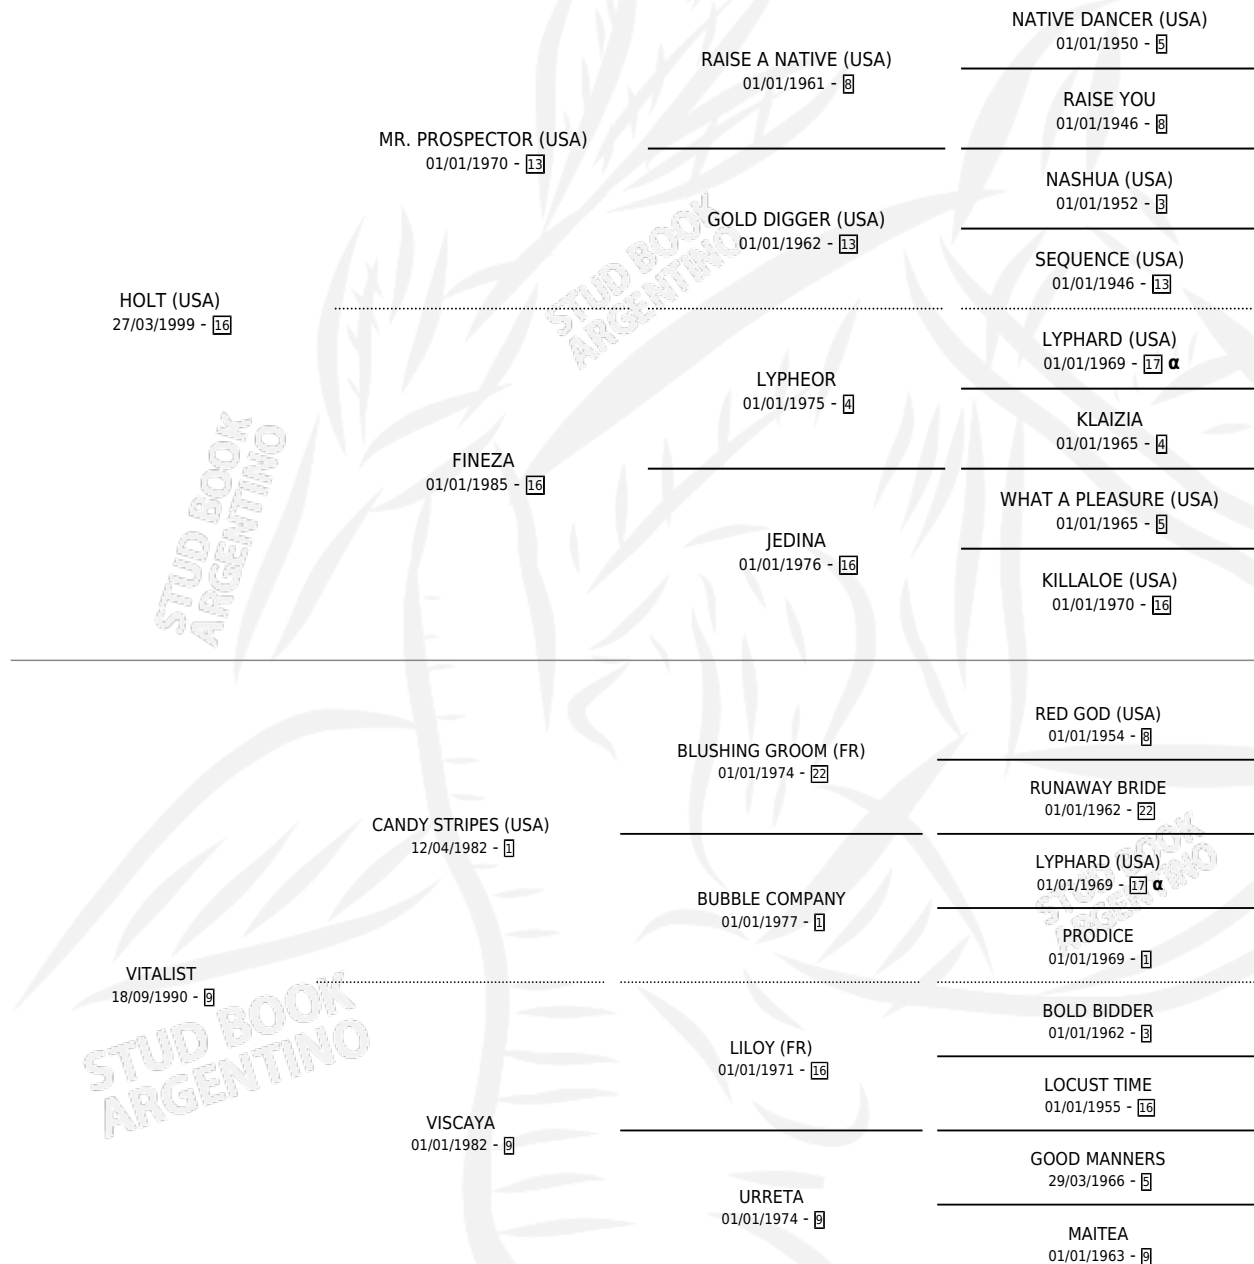 NATIVE DANCER (USA)
01/01/1950 - 5
RAISE A NATIVE (USA)
01/01/1961 - 8
RAISE YOU
01/01/1946 - 8
MR. PROSPECTOR (USA)
01/01/1970 - 13
NASHUA (USA)
01/01/1952 - 3
GOLD DIGGER (USA)
01/01/1962 - 13
SEQUENCE (USA)
01/01/1946 - 13
HOLT (USA)
27/03/1999 - 16
LYPHARD (USA)
01/01/1969 - 17 α
LYPHEOR
01/01/1975 - 4
KLAIZIA
01/01/1965 - 4
FINEZA
01/01/1985 - 16
WHAT A PLEASURE (USA)
01/01/1965 - 5
JEDINA
01/01/1976 - 16
KILLALOE (USA)
01/01/1970 - 16
RED GOD (USA)
01/01/1954 - 8
BLUSHING GROOM (FR)
01/01/1974 - 22
RUNAWAY BRIDE
01/01/1962 - 22
CANDY STRIPES (USA)
12/04/1982 - 1
LYPHARD (USA)
01/01/1969 - 17 α
BUBBLE COMPANY
01/01/1977 - 1
PRODICE
01/01/1969 - 1
VITALIST
18/09/1990 - 9
BOLD BIDDER
01/01/1962 - 3
LILOY (FR)
01/01/1971 - 16
LOCUST TIME
01/01/1955 - 16
VISCAYA
01/01/1982 - 9
GOOD MANNERS
29/03/1966 - 5
URRETA
01/01/1974 - 9
MAITEA
01/01/1963 - 9
STUD BOOK
ARGENTINO
STUD BOOK
ARGENTINO
STUD BOOK
ARGENTINO
STUD BOOK
ARGENTINO